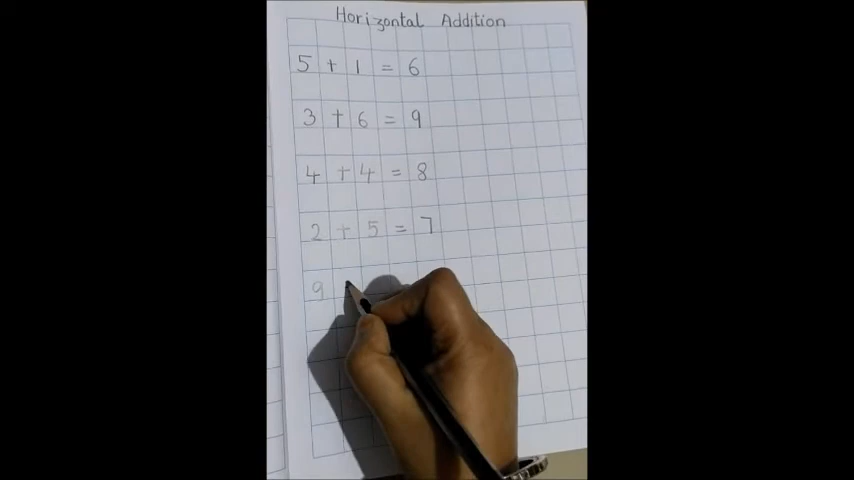 Horizontal Addition
5 + 1 = 6
3 + 6 = 9
4 + 4 = 8
2 + 5 = 7
9